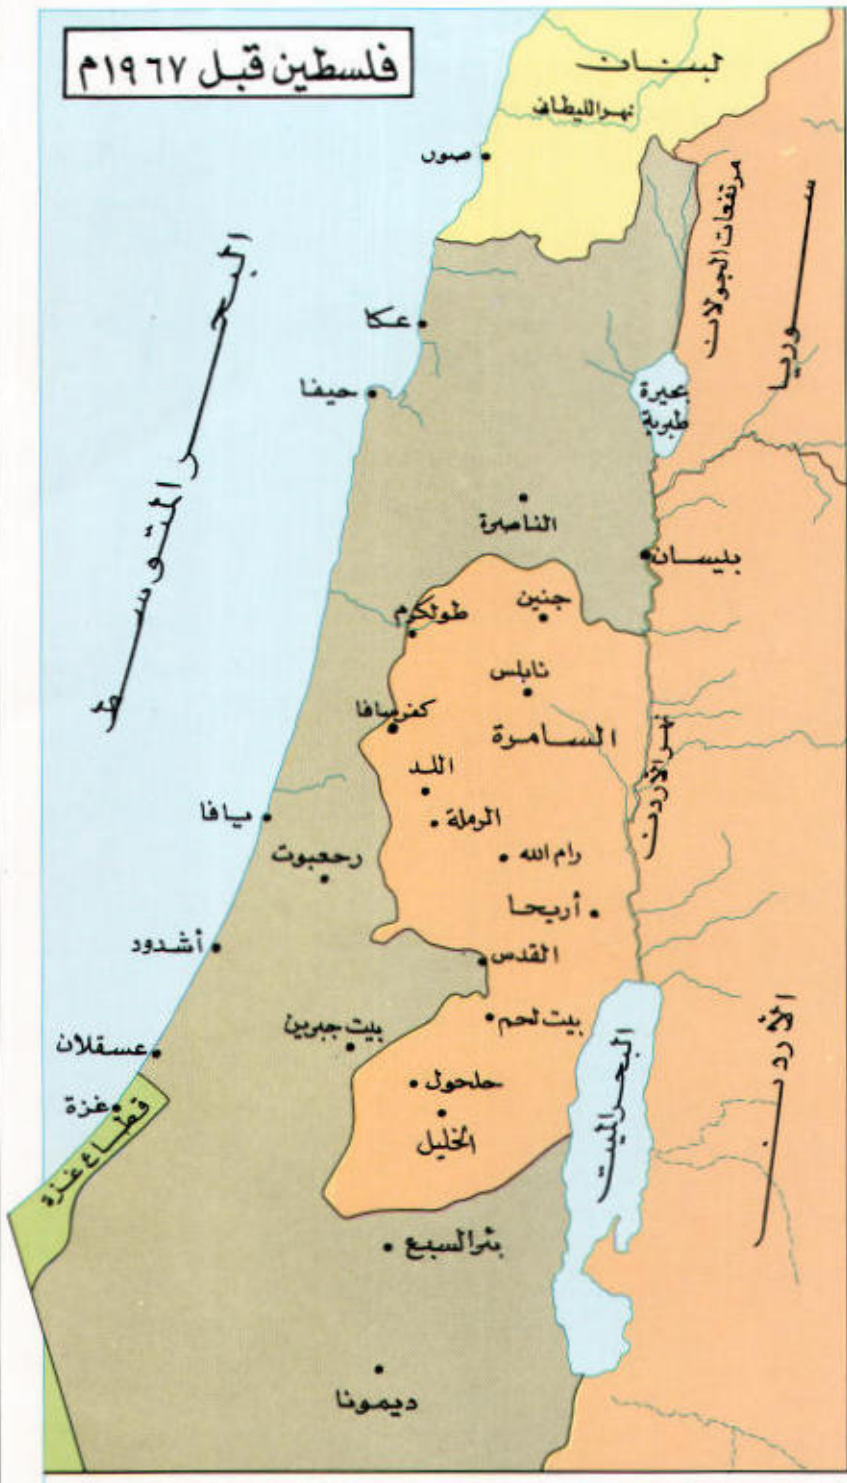 فلسطين قبل ١٩٦٧م
لبنان
نهر الليطاني
صور
مرتفعات الجولان
سوريا
البحر المتوسط
عكا
حيفا
بحيرة
طبرية
الناصرة
بيسان
جنين
طولكرم
نابلس
كفرسافا
السامرة
نهر الأردن
اللد
الرملة
يافا
رحعبوت
رام الله
أريحا
أشدود
القدس
بيت لحم
بيت جبرين
عسقلان
البحر الميت
الأردن
حلحول
غزة
قطاع غزة
الخليل
بئر السبع
ديمونا